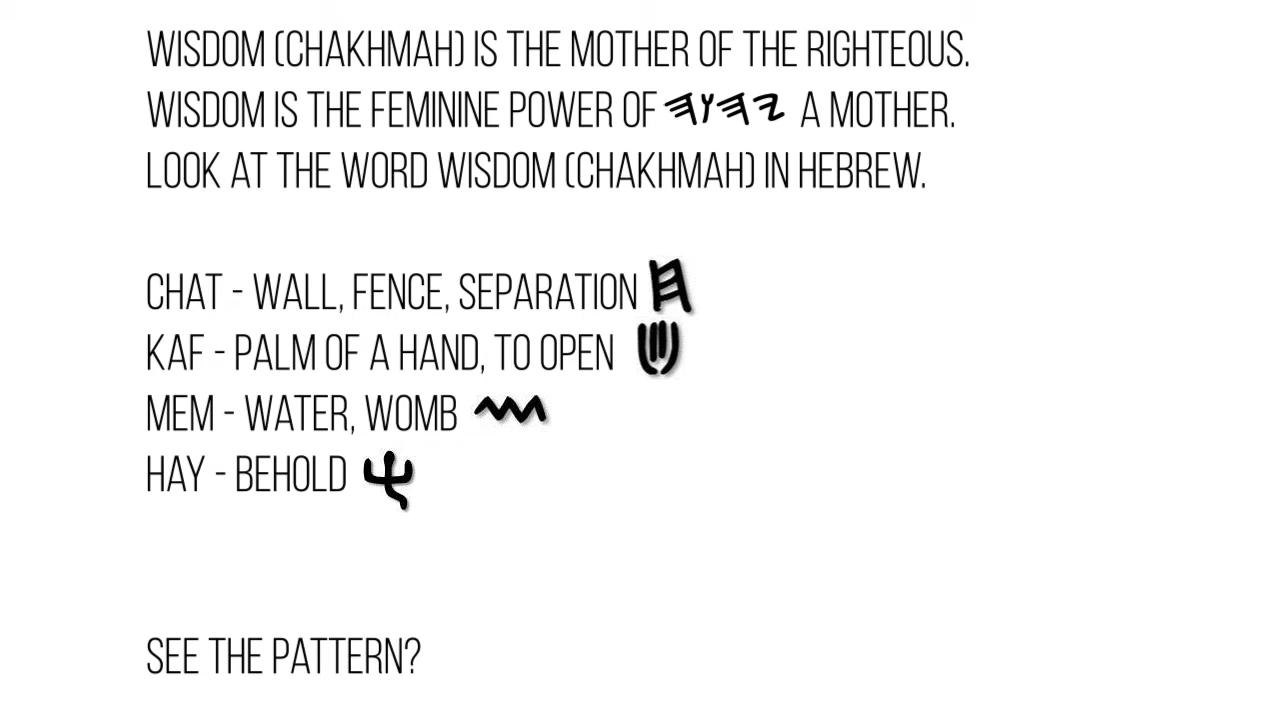 WISDOM (CHAKHMAH) IS THE MOTHER OF THE RIGHTEOUS.
WISDOM IS THE FEMININE POWER OF 𐤉𐤄𐤅𐤄 A MOTHER.
LOOK AT THE WORD WISDOM (CHAKHMAH) IN HEBREW.
CHAT - WALL, FENCE, SEPARATION
KAF - PALM OF A HAND, TO OPEN
MEM - WATER, WOMB
HAY - BEHOLD
SEE THE PATTERN?